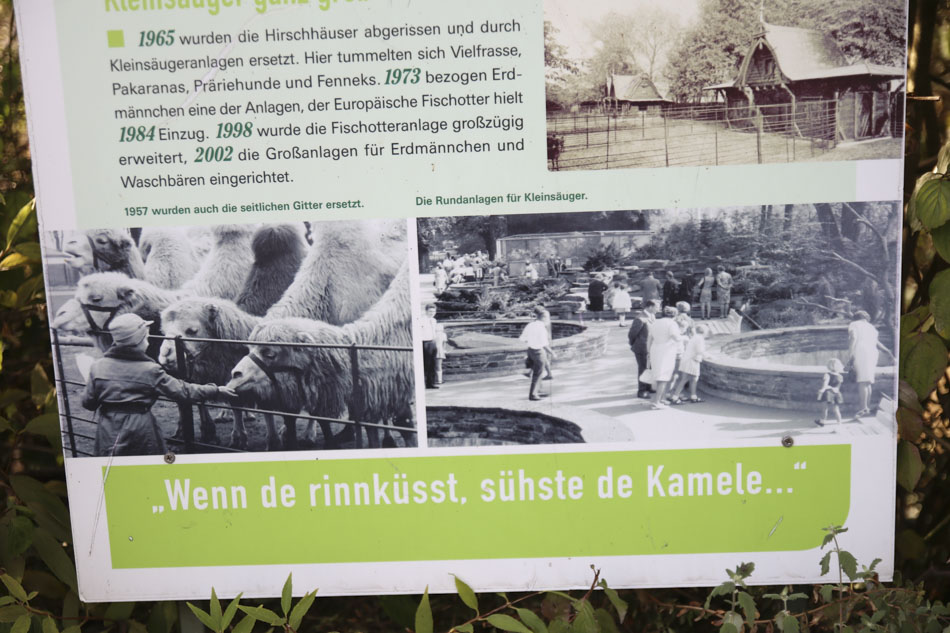 Kleinsäuger ganz groß
1965 wurden die Hirschhäuser abgerissen und durch
Kleinsäugeranlagen ersetzt. Hier tummelten sich Vielfrasse,
Pakaranas, Präriehunde und Fenneks. 1973 bezogen Erd-
männchen eine der Anlagen, der Europäische Fischotter hielt
1984 Einzug. 1998 wurde die Fischotteranlage großzügig
erweitert, 2002 die Großanlagen für Erdmännchen und
Waschbären eingerichtet.
1957 wurden auch die seitlichen Gitter ersetzt.
Die Rundanlagen für Kleinsäuger.
„Wenn de rinnküsst, sühste de Kamele...“